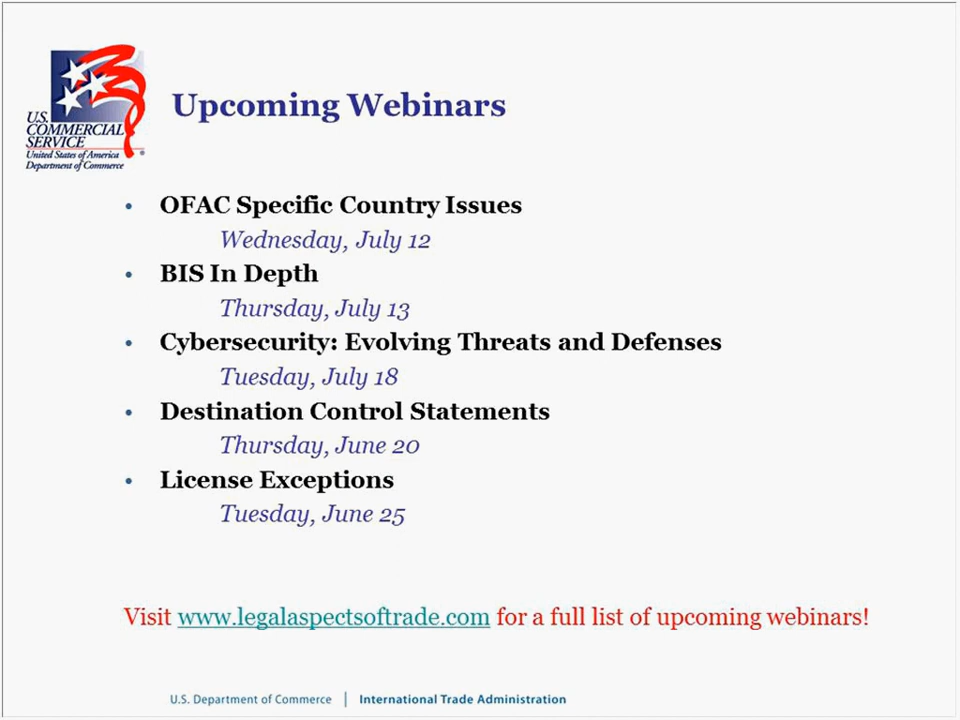 U.S.
COMMERCIAL
SERVICE
United States of America
Department of Commerce
®
Upcoming Webinars
• OFAC Specific Country Issues
Wednesday, July 12
• BIS In Depth
Thursday, July 13
• Cybersecurity: Evolving Threats and Defenses
Tuesday, July 18
• Destination Control Statements
Thursday, June 20
• License Exceptions
Tuesday, June 25
Visit www.legalaspectsoftrade.com for a full list of upcoming webinars!
U.S. Department of Commerce | International Trade Administration